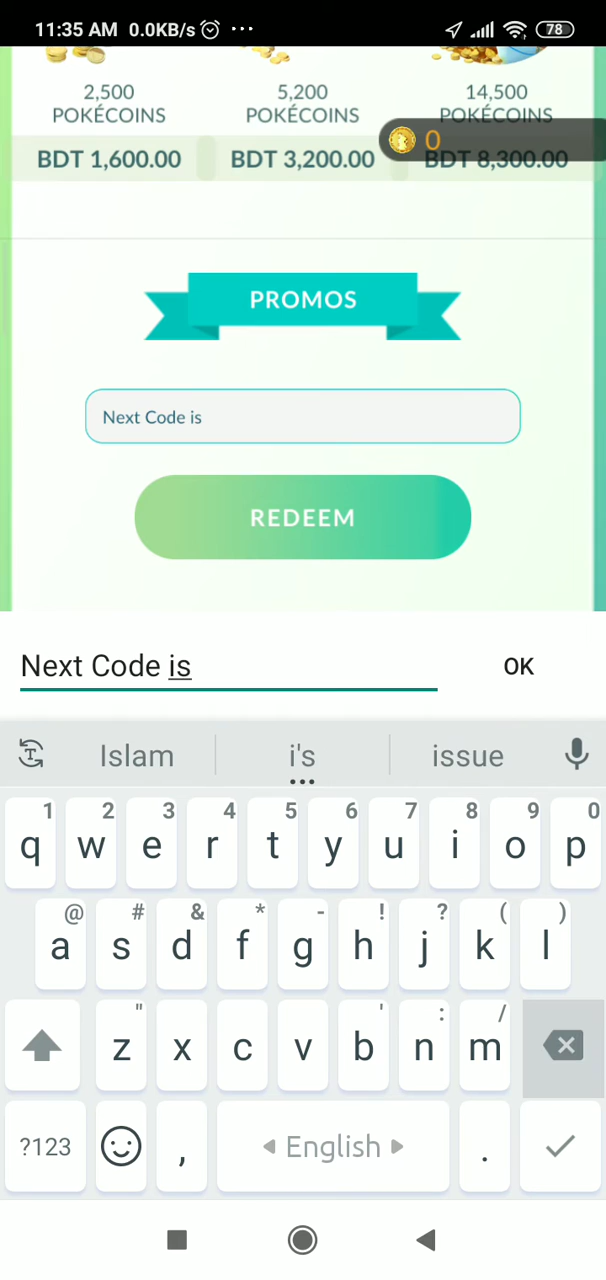 11:35 AM 0.0KB/s ... 78
2,500 5,200 14,500
POKÉCOINS POKÉCOINS POKÉCOINS
0
BDT 1,600.00 BDT 3,200.00 BDT 8,300.00
PROMOS
Next Code is
REDEEM
Next Code is OK
Islam i's issue
1 2 3 4 5 6 7 8 9 0
q w e r t y u i o p
@ # & * - ! ? ( )
a s d f g h j k l
" ' : /
z x c v b n m
?123 , English .